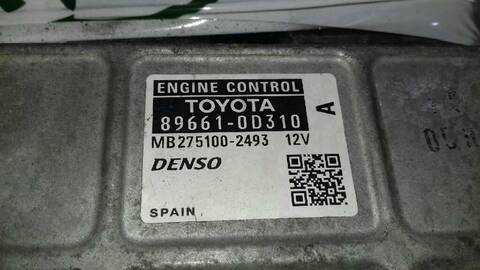 ENGINE CONTROL
TOYOTA
89661-0D310
A
MB275100-2493 12V
DENSO
SPAIN